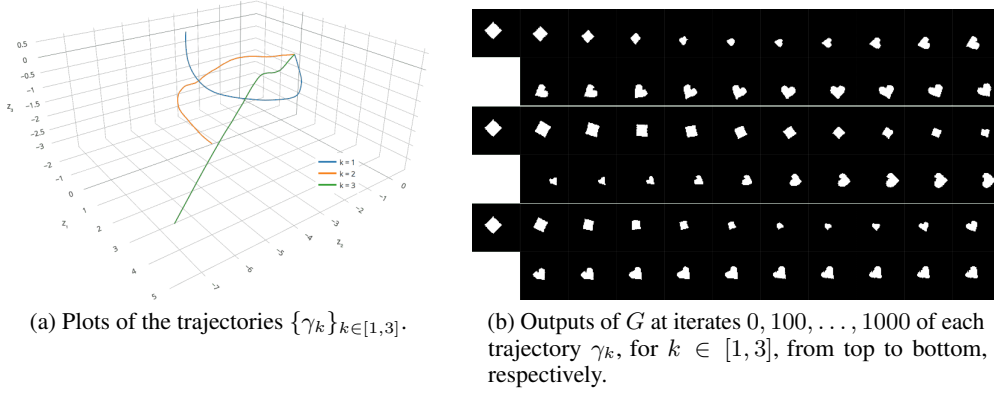 0.5
0
−0.5
−1
−1.5
−2
−2.5
−3
z₃
−2
−1
0
1
2
3
4
5
z₁
−7
−6
−5
−4
−3
−2
−1
0
z₂
k = 1
k = 2
k = 3
(a) Plots of the trajectories {γₖ}ₖ∈[1,3].
(b) Outputs of G at iterates 0, 100, . . . , 1000 of each
trajectory γₖ, for k ∈ [1, 3], from top to bottom,
respectively.